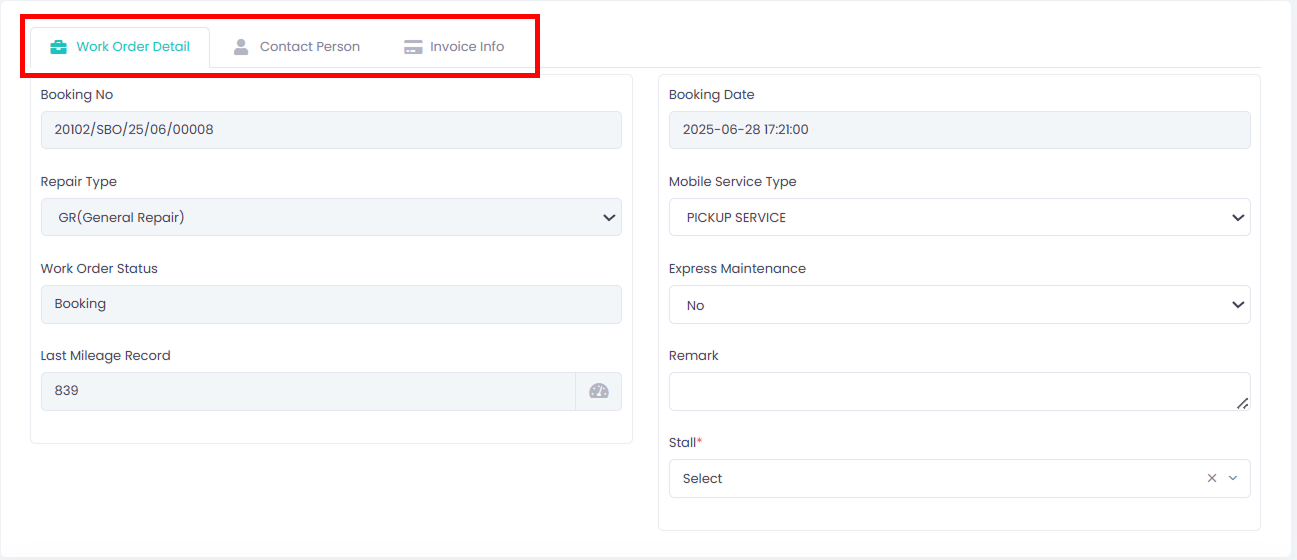 Work Order Detail Contact Person Invoice Info
Booking No
20102/SBO/25/06/00008
Repair Type
GR(General Repair)
Work Order Status
Booking
Last Mileage Record
839
Booking Date
2025-06-28 17:21:00
Mobile Service Type
PICKUP SERVICE
Express Maintenance
No
Remark
Stall*
Select